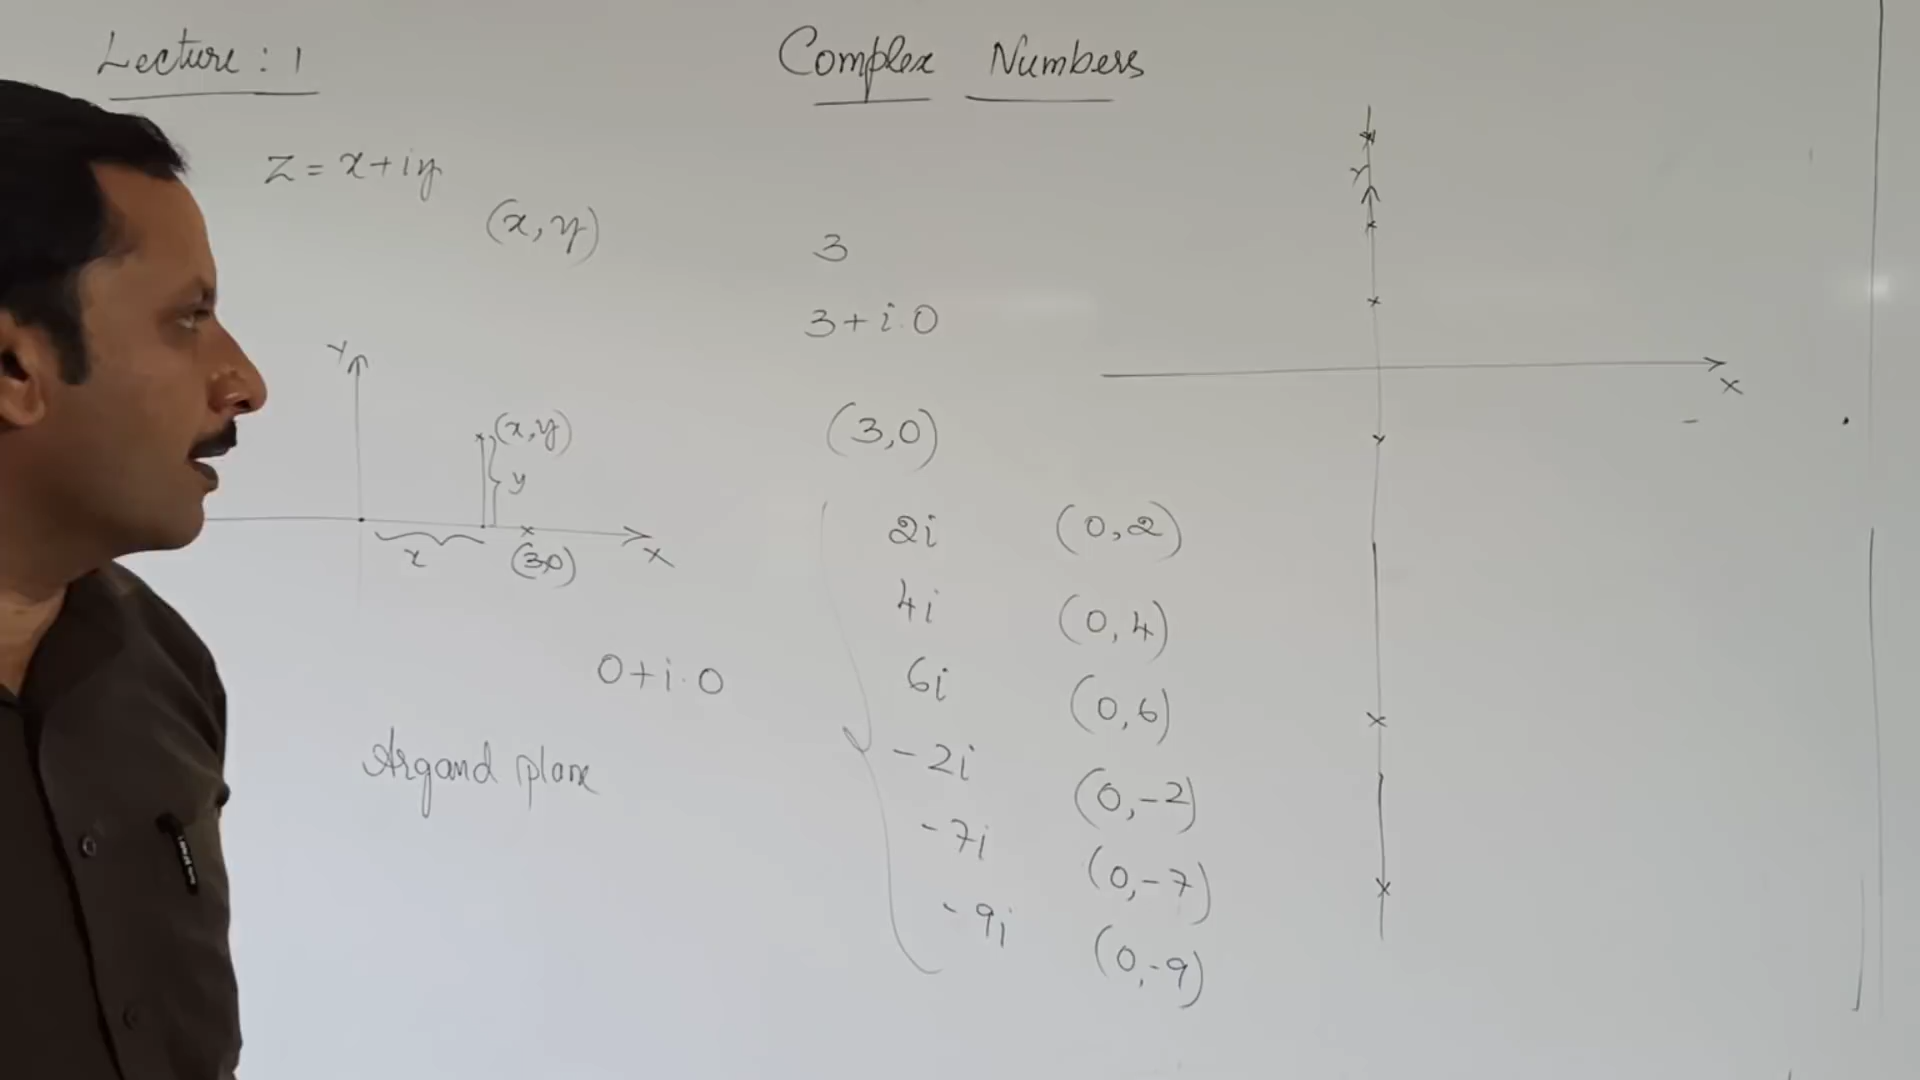 Lecture : 1
Complex Numbers
Z = x + iy
(x, y)
3
3 + i.0
(3,0)
Y
(x, y)
y
x
(3,0)
X
0 + i.0
Argand plane
2i (0,2)
4i (0,4)
6i (0,6)
-2i (0,-2)
-7i (0,-7)
-9i (0,-9)
Y
X